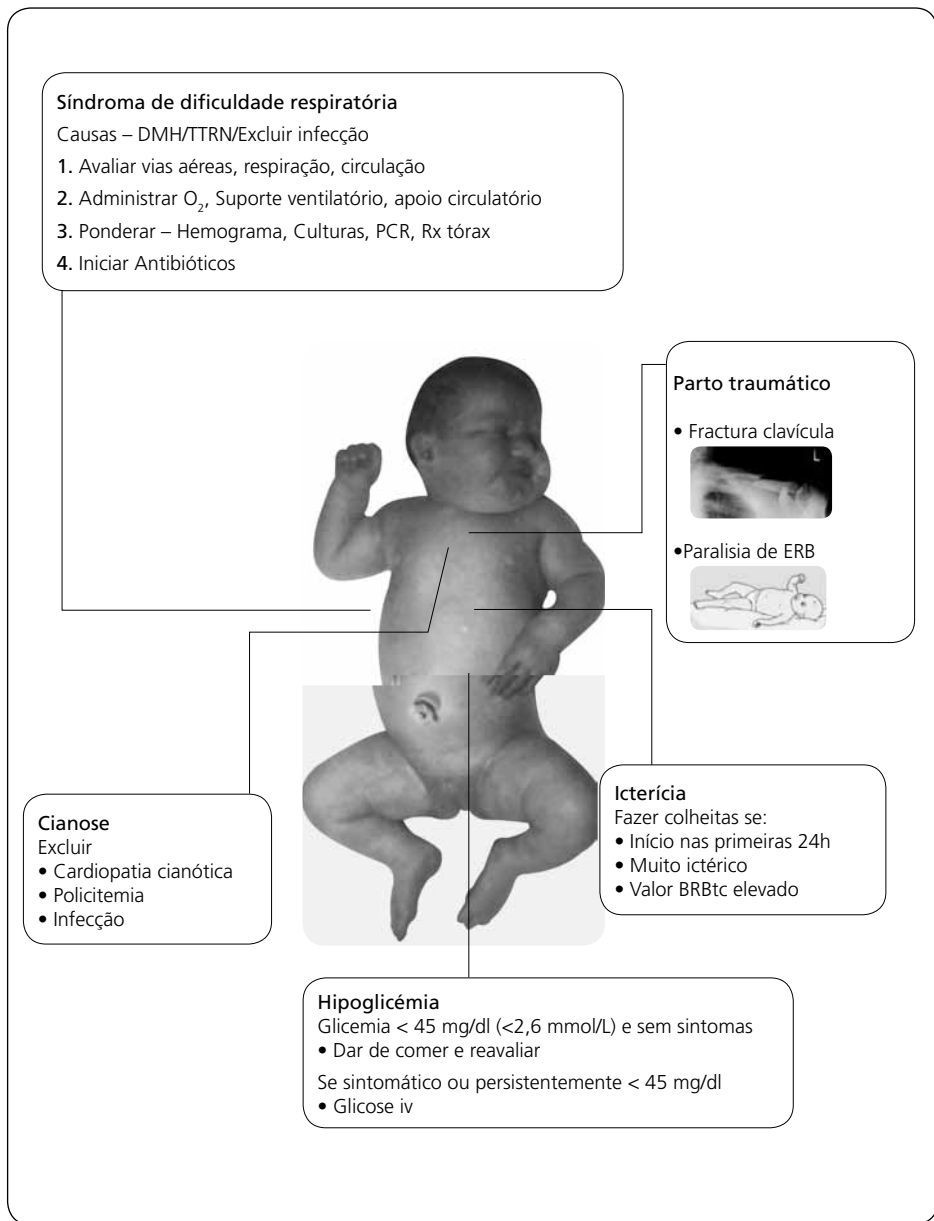 Síndroma de dificuldade respiratória
Causas – DMH/TTRN/Excluir infecção
1. Avaliar vias aéreas, respiração, circulação
2. Administrar O2, Suporte ventilatório, apoio circulatório
3. Ponderar – Hemograma, Culturas, PCR, Rx tórax
4. Iniciar Antibióticos
Parto traumático
• Fractura clavícula
L
•Paralisia de ERB
Cianose
Excluir
• Cardiopatia cianótica
• Policitemia
• Infecção
Icterícia
Fazer colheitas se:
• Início nas primeiras 24h
• Muito ictérico
• Valor BRBtc elevado
Hipoglicémia
Glicemia < 45 mg/dl (<2,6 mmol/L) e sem sintomas
• Dar de comer e reavaliar
Se sintomático ou persistentemente < 45 mg/dl
• Glicose iv